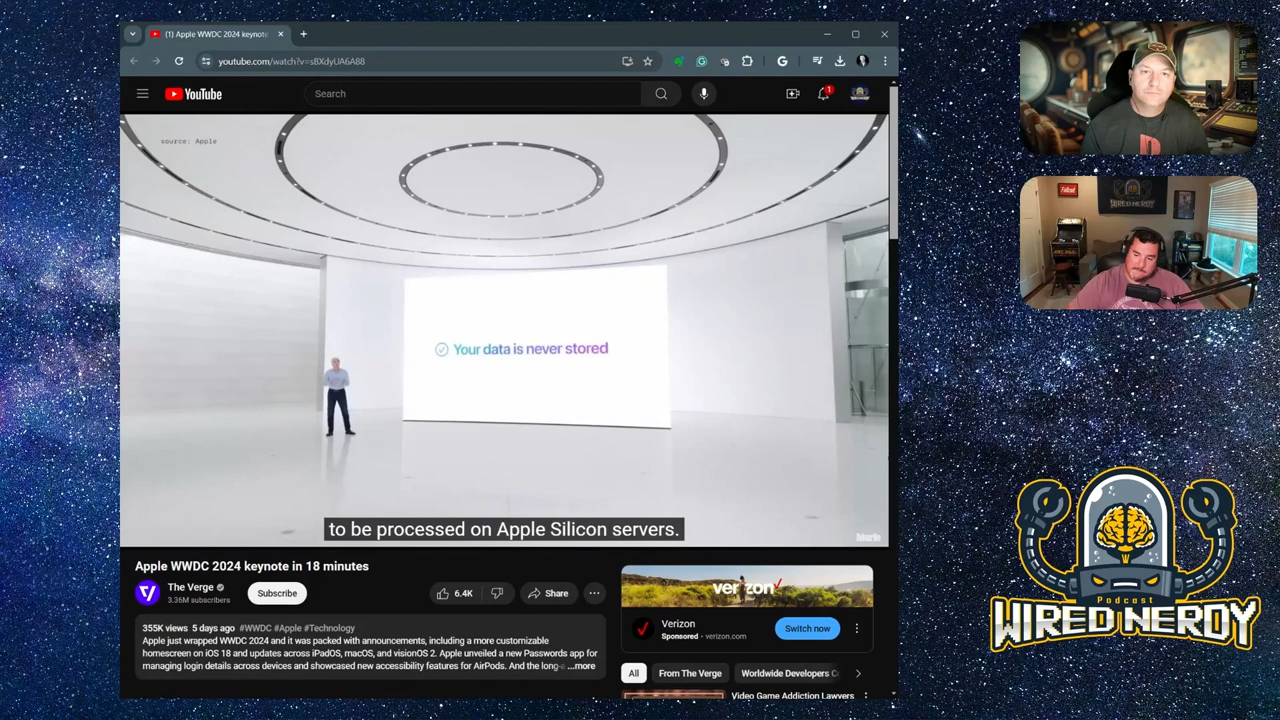 (1) Apple WWDC 2024 keynote
youtube.com/watch?v=sBXdyUA6A88
YouTube
Search
1
source: Apple
Your data is never stored
to be processed on Apple Silicon servers.
Apple WWDC 2024 keynote in 18 minutes
The Verge
3.36M subscribers
Subscribe
6.4K
Share
355K views 5 days ago #WWDC #Apple #Technology
Apple just wrapped WWDC 2024 and it was packed with announcements, including a more customizable
homescreen on iOS 18 and updates across iPadOS, macOS, and visionOS 2. Apple unveiled a new Passwords app for
managing login details across devices and showcased new accessibility features for AirPods. And the long-a ...more
verizon
Verizon
Sponsored · verizon.com
Switch now
All
From The Verge
Worldwide Developers C
Video Game Addiction Lawyers
Fallout
WIRED NERDY
Podcast
WIRED NERDY